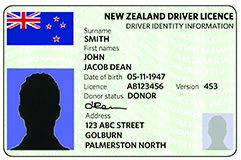 NEW ZEALAND DRIVER LICENCE
DRIVER IDENTITY INFORMATION
Surname
SMITH
First names
JOHN
JACOB DEAN
Date of birth 05-11-1947
Licence AB123456 Version 453
Donor status DONOR
Address
123 ABC STREET
GOLBURN
PALMERSTON NORTH